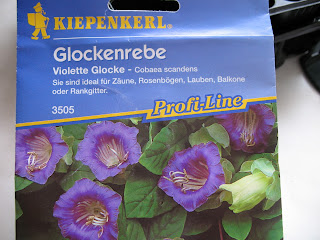 KIEPENKERL
Glockenrebe
Violette Glocke - Cobaea scandens
Sie sind ideal für Zäune, Rosenbögen, Lauben, Balkone
oder Rankgitter.
3505
Profi-Line